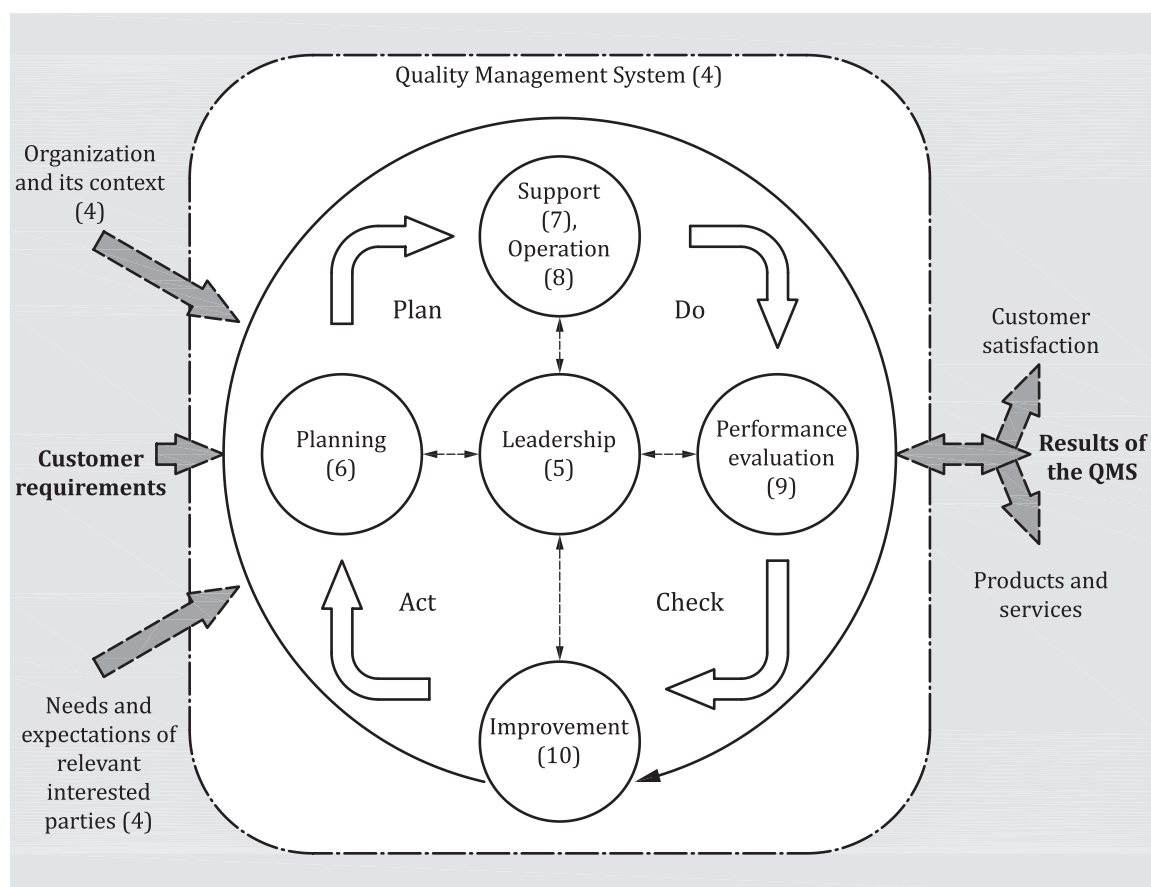 Quality Management System (4)
Organization
and its context
(4)
Support
(7),
Operation
(8)
Plan
Do
Customer
satisfaction
Planning
(6)
Leadership
(5)
Performance
evaluation
(9)
Customer
requirements
Results of
the QMS
Act
Check
Products and
services
Needs and
expectations of
relevant
interested
parties (4)
Improvement
(10)